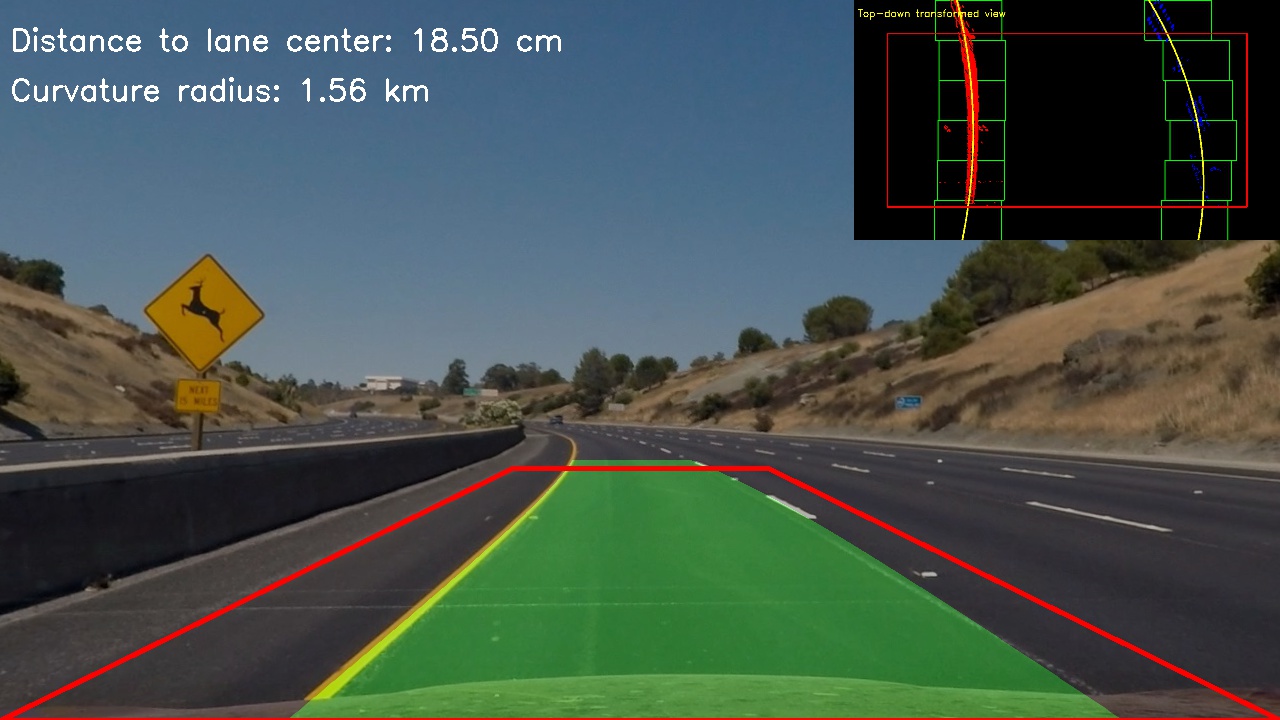 Distance to lane center: 18.50 cm
Curvature radius: 1.56 km
Top-down transformed view
NEXT
15 MILES